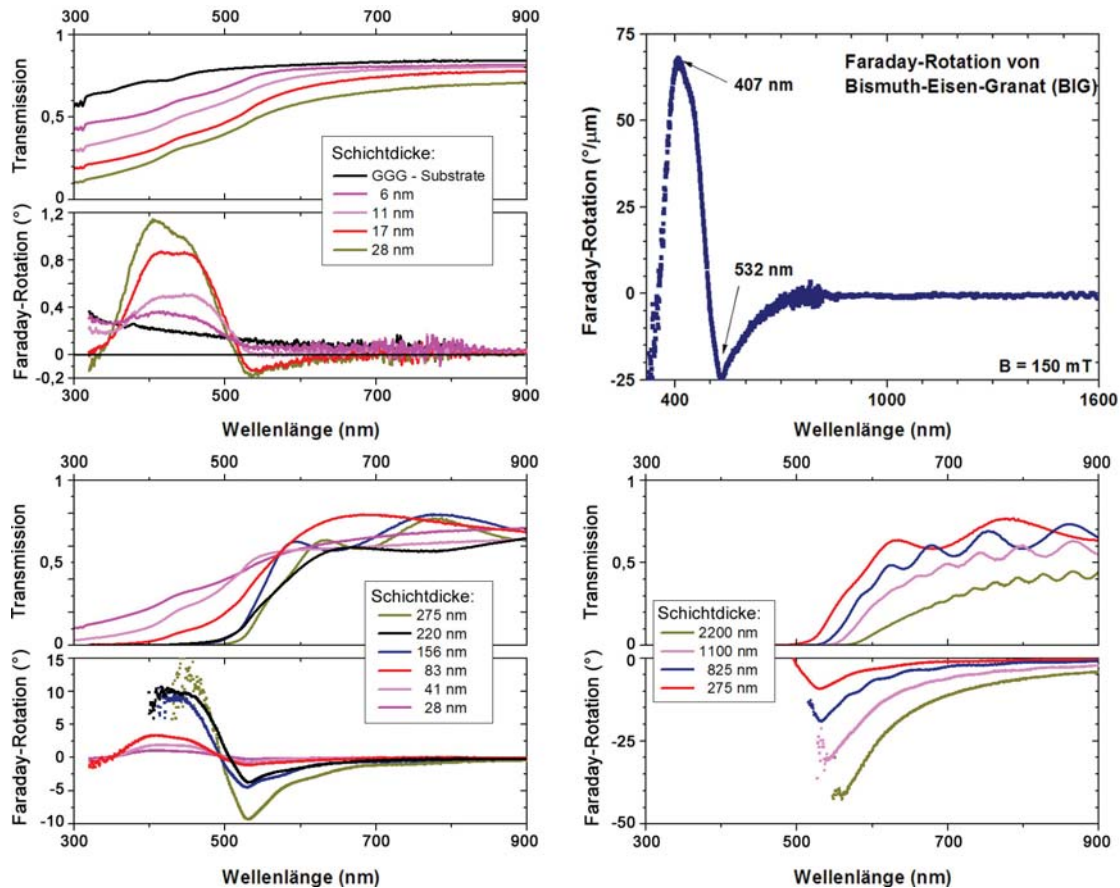 300 500 700 900
1
0,5
0
Transmission
Schichtdicke:
GGG - Substrate
6 nm
11 nm
17 nm
28 nm
1,2
0,8
0,4
0
-0,2
Faraday-Rotation (°)
300 500 700 900
Wellenlänge (nm)
75
50
25
0
-25
Faraday-Rotation (°/µm)
Faraday-Rotation von
Bismuth-Eisen-Granat (BIG)
407 nm
532 nm
B = 150 mT
400 1000 1600
Wellenlänge (nm)
300 500 700 900
1
0,5
0
Transmission
Schichtdicke:
275 nm
220 nm
156 nm
83 nm
41 nm
28 nm
15
10
5
0
-5
-10
Faraday-Rotation (°)
300 500 700 900
Wellenlänge (nm)
300 500 700 900
1
0,5
0
Transmission
Schichtdicke:
2200 nm
1100 nm
825 nm
275 nm
0
-25
-50
Faraday-Rotation (°)
300 500 700 900
Wellenlänge (nm)